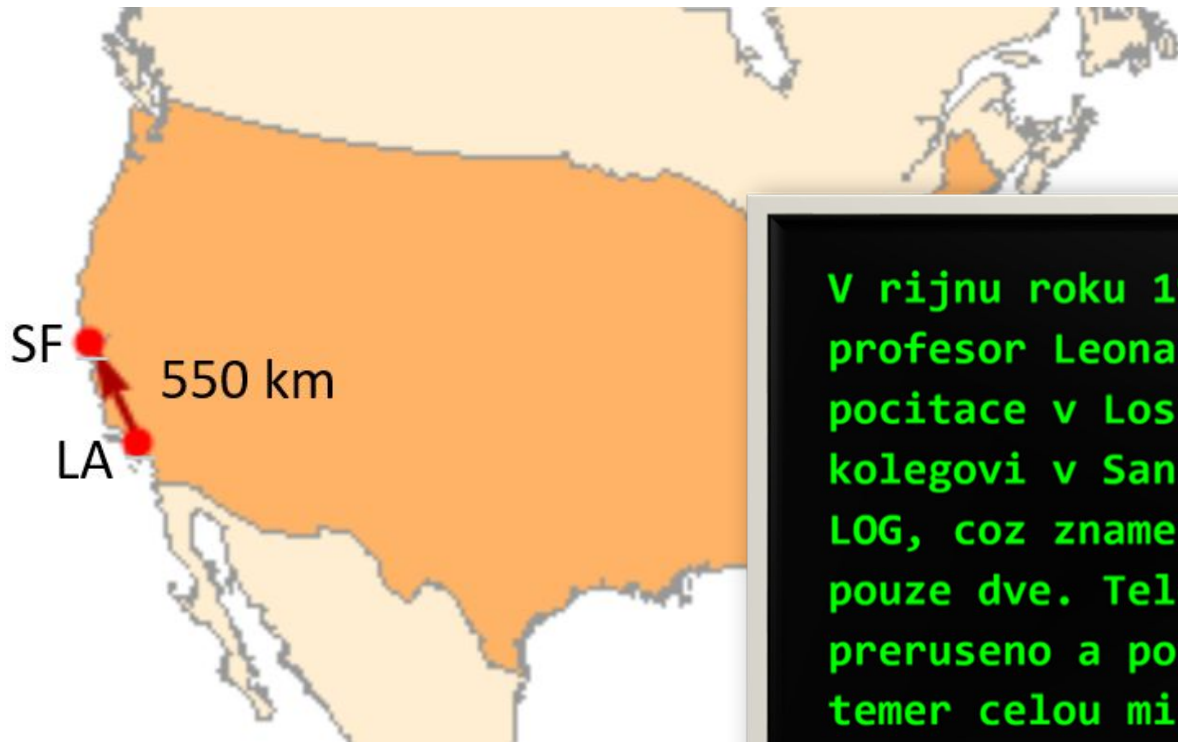 SF
550 km
LA
V rijnu roku 1
profesor Leona
pocitace v Los
kolegovi v San
LOG, coz zname
pouze dve. Tel
preruseno a po
temer celou mi